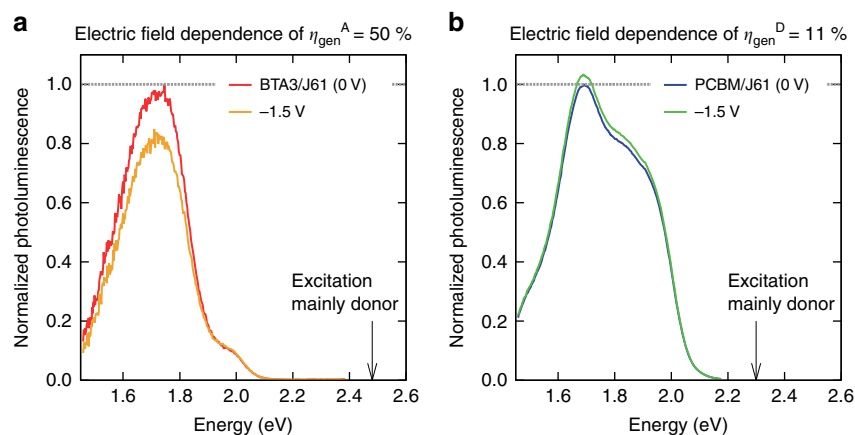 a
Electric field dependence of ηgen^A = 50 %
Normalized photoluminescence
1.0
0.8
0.6
0.4
0.2
0.0
BTA3/J61 (0 V)
–1.5 V
Excitation
mainly donor
1.6 1.8 2.0 2.2 2.4 2.6
Energy (eV)
b
Electric field dependence of ηgen^D = 11 %
Normalized photoluminescence
1.0
0.8
0.6
0.4
0.2
0.0
PCBM/J61 (0 V)
–1.5 V
Excitation
mainly donor
1.6 1.8 2.0 2.2 2.4 2.6
Energy (eV)